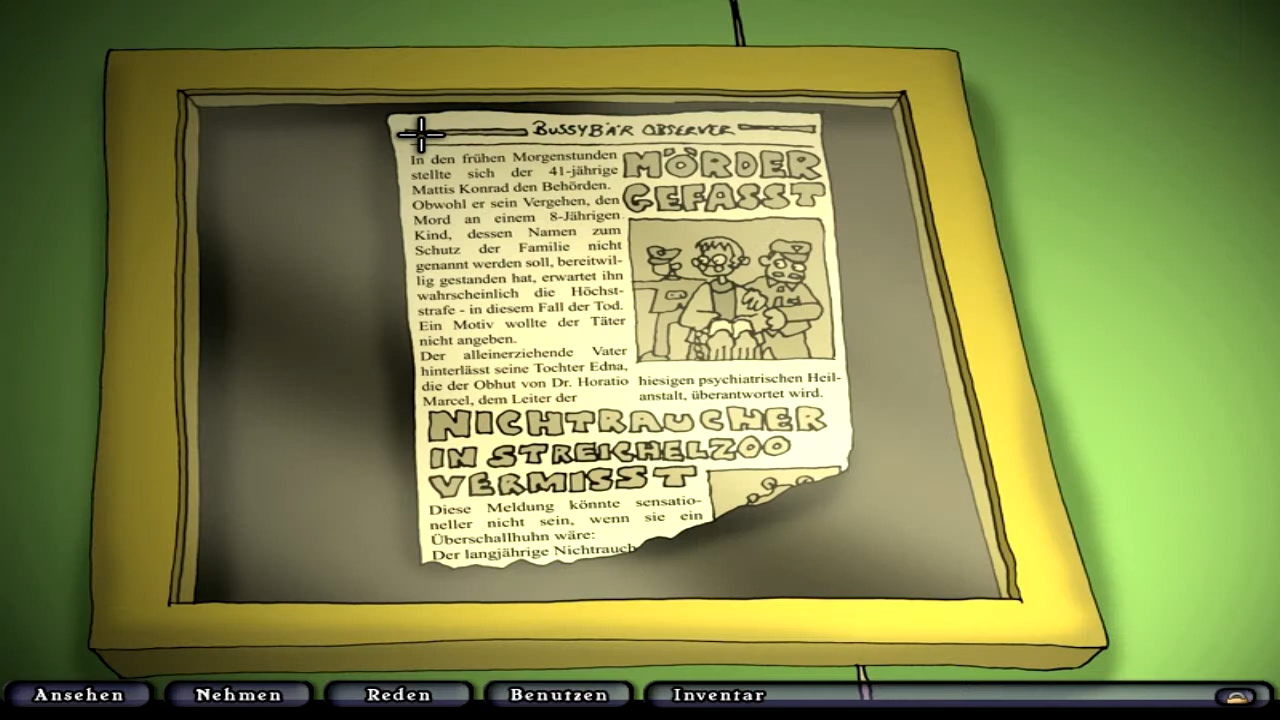 BUSSYBÄR OBSERVER
In den frühen Morgenstunden
stellte sich der 41-jährige
Mattis Konrad den Behörden.
Obwohl er sein Vergehen, den
Mord an einem 8-Jährigen
Kind, dessen Namen zum
Schutz der Familie nicht
genannt werden soll, bereitwil-
lig gestanden hat, erwartet ihn
wahrscheinlich die Höchst-
strafe - in diesem Fall der Tod.
Ein Motiv wollte der Täter
nicht angeben.
Der alleinerziehende Vater
hinterlässt seine Tochter Edna,
die der Obhut von Dr. Horatio
Marcel, dem Leiter der
MÖRDER
GEFASST
hiesigen psychiatrischen Heil-
anstalt, überantwortet wird.
NICHTRAUCHER
IN STREICHELZOO
VERMISST
Diese Meldung könnte sensatio-
neller nicht sein, wenn sie ein
Überschallhuhn wäre:
Der langjährige Nichtrauch
Ansehen
Nehmen
Reden
Benutzen
Inventar